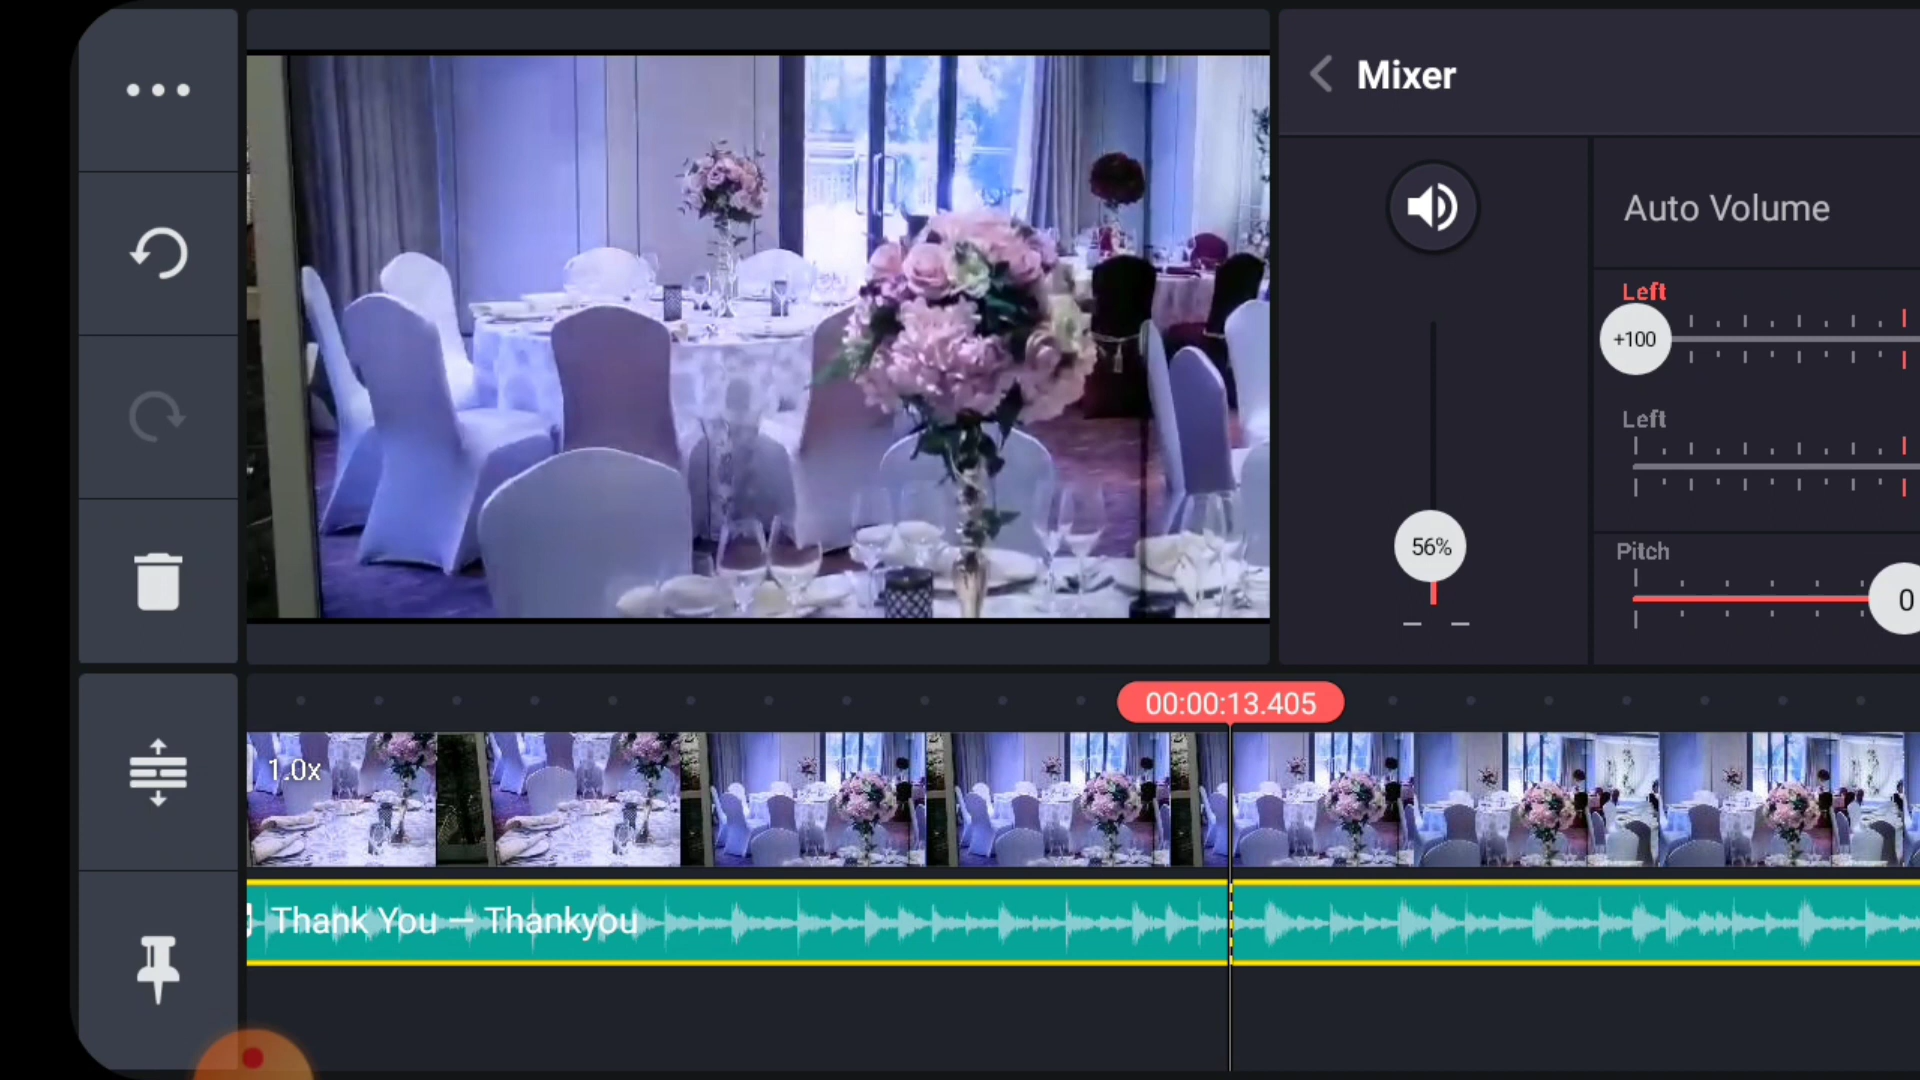 Mixer
Auto Volume
Left
+100
Left
56%
Pitch
0
00:00:13.405
1.0x
Thank You — Thankyou